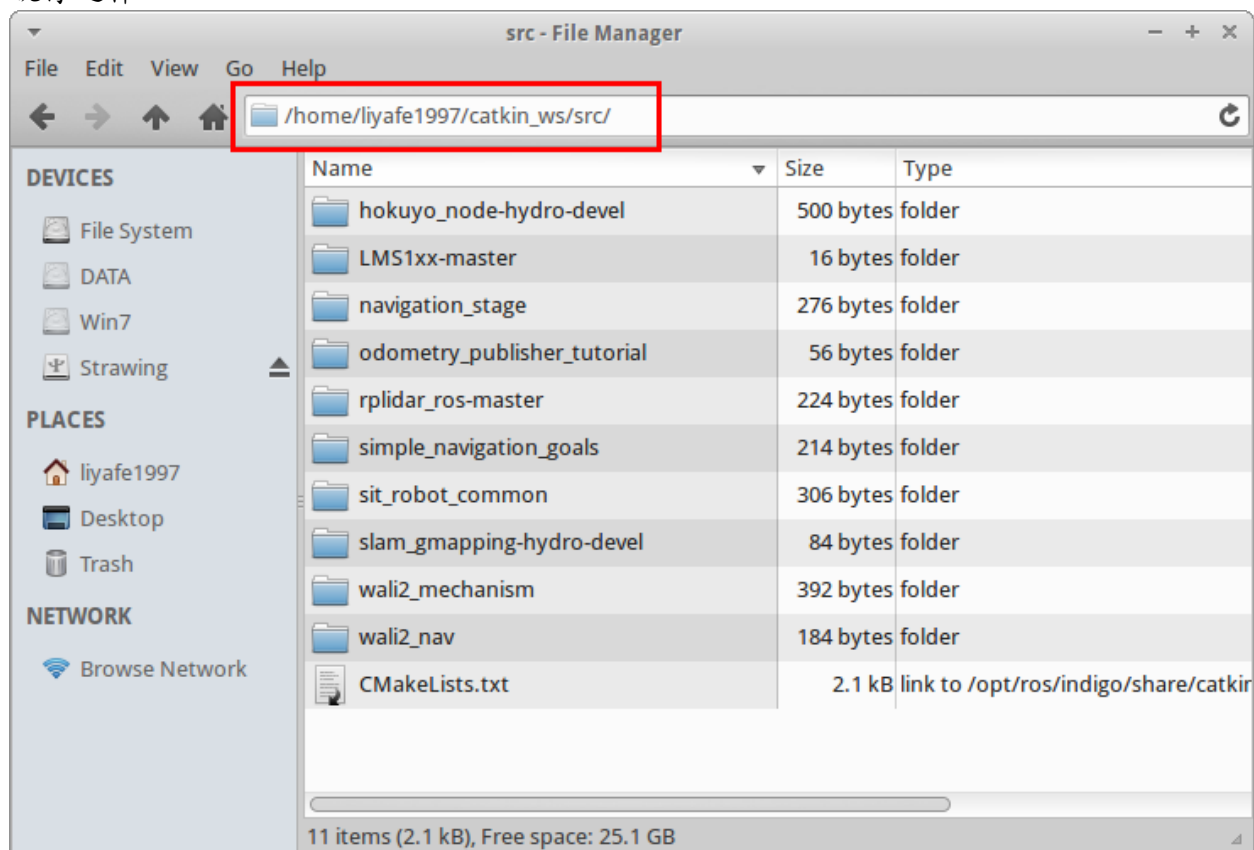 src - File Manager
File Edit View Go Help
/home/liyafe1997/catkin_ws/src/
DEVICES
File System
DATA
Win7
Strawing
PLACES
liyafe1997
Desktop
Trash
NETWORK
Browse Network
Name Size Type
hokuyo_node-hydro-devel 500 bytes folder
LMS1xx-master 16 bytes folder
navigation_stage 276 bytes folder
odometry_publisher_tutorial 56 bytes folder
rplidar_ros-master 224 bytes folder
simple_navigation_goals 214 bytes folder
sit_robot_common 306 bytes folder
slam_gmapping-hydro-devel 84 bytes folder
wali2_mechanism 392 bytes folder
wali2_nav 184 bytes folder
CMakeLists.txt 2.1 kB link to /opt/ros/indigo/share/catkin
11 items (2.1 kB), Free space: 25.1 GB